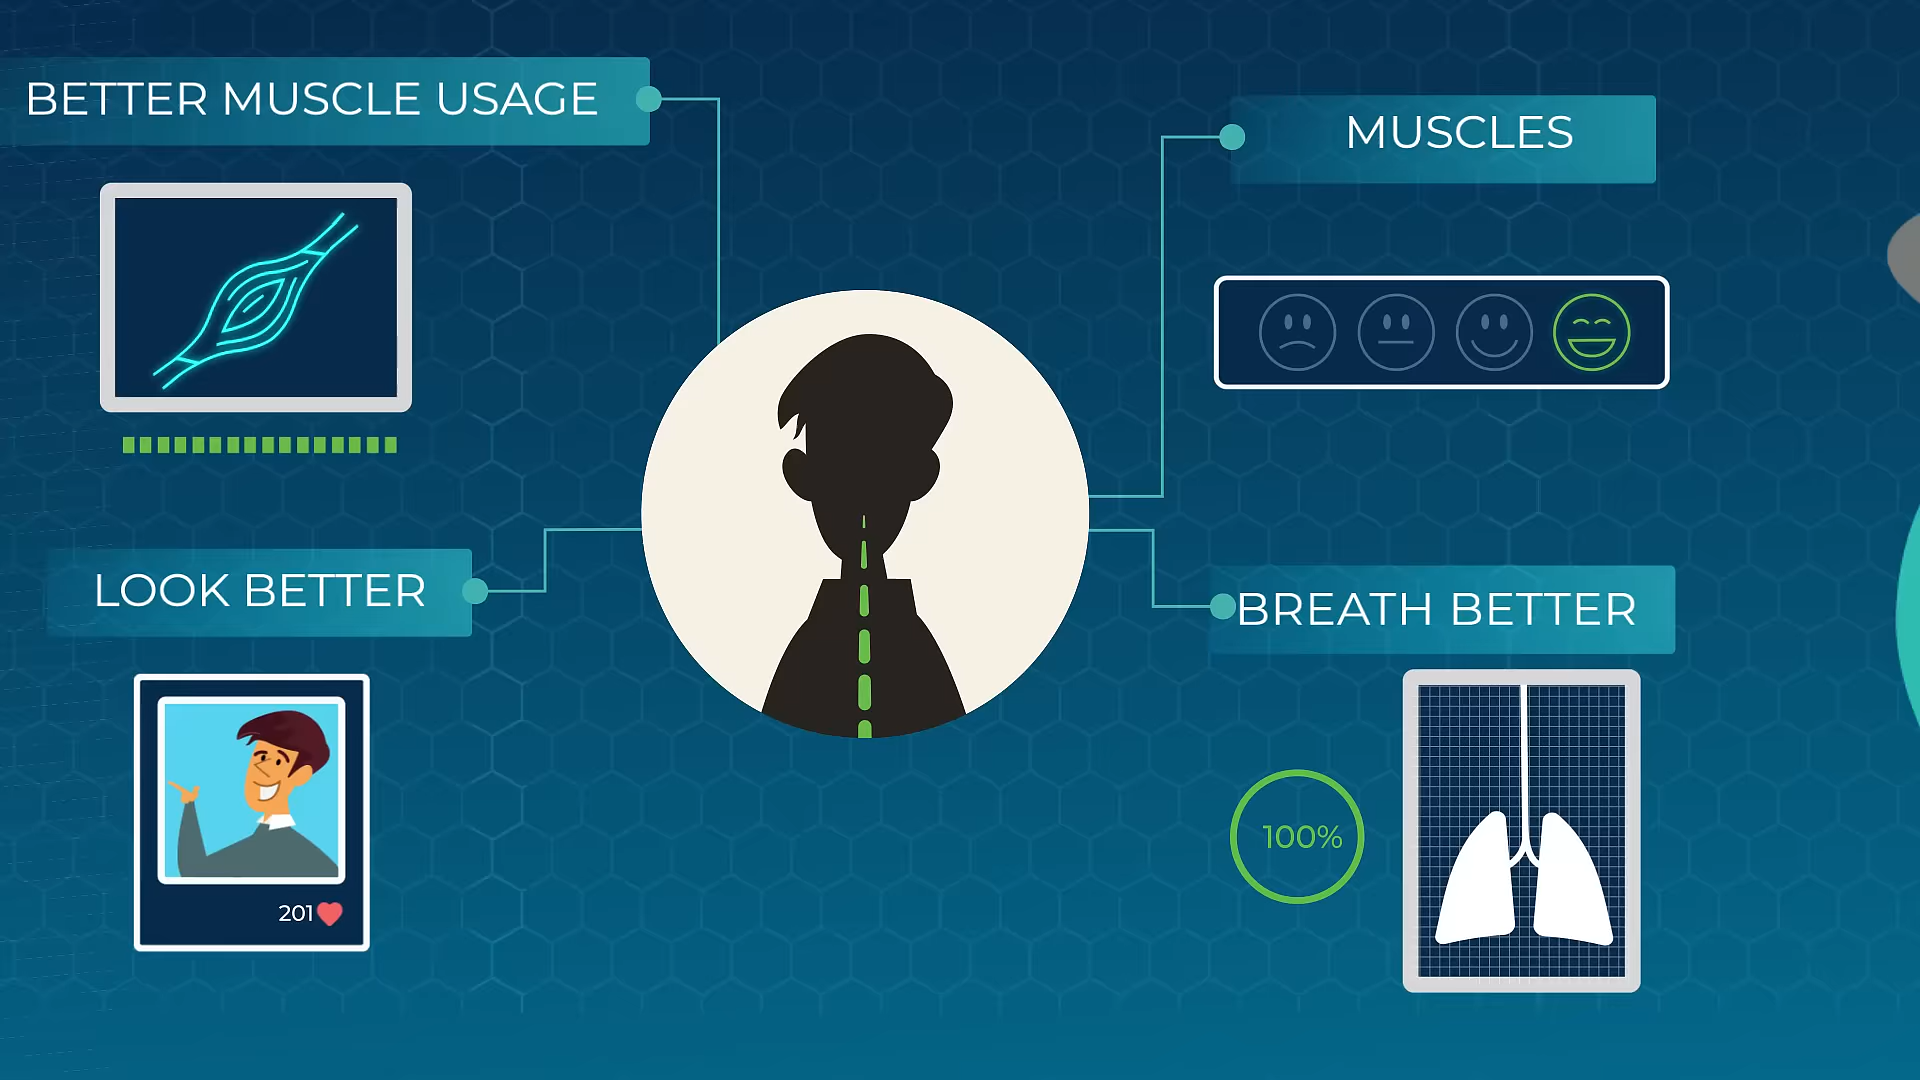 BETTER MUSCLE USAGE
MUSCLES
LOOK BETTER
BREATH BETTER
100%
201